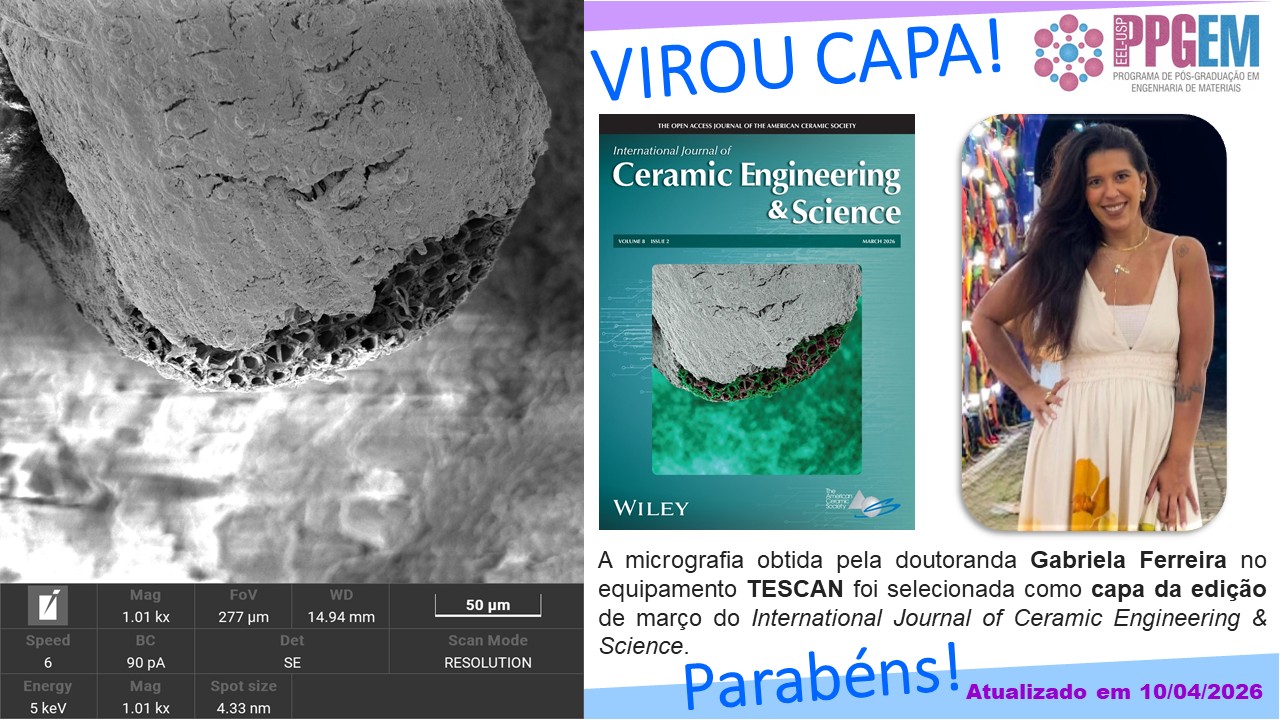 VIROU CAPA!
EEL-USP
PPGEM
PROGRAMA DE PÓS-GRADUAÇÃO EM
ENGENHARIA DE MATERIAIS
THE OPEN ACCESS JOURNAL OF THE AMERICAN CERAMIC SOCIETY
International Journal of
Ceramic Engineering
& Science
VOLUME 8 ISSUE 2 MARCH 2026
WILEY
The
American
Ceramic
Society
A micrografia obtida pela doutoranda Gabriela Ferreira no
equipamento TESCAN foi selecionada como capa da edição
de março do International Journal of Ceramic Engineering &
Science.
Parabéns!
Atualizado em 10/04/2026
Mag FoV WD
1.01 kx 277 µm 14.94 mm
50 µm
Speed BC Det Scan Mode
6 90 pA SE RESOLUTION
Energy Mag Spot size
5 keV 1.01 kx 4.33 nm